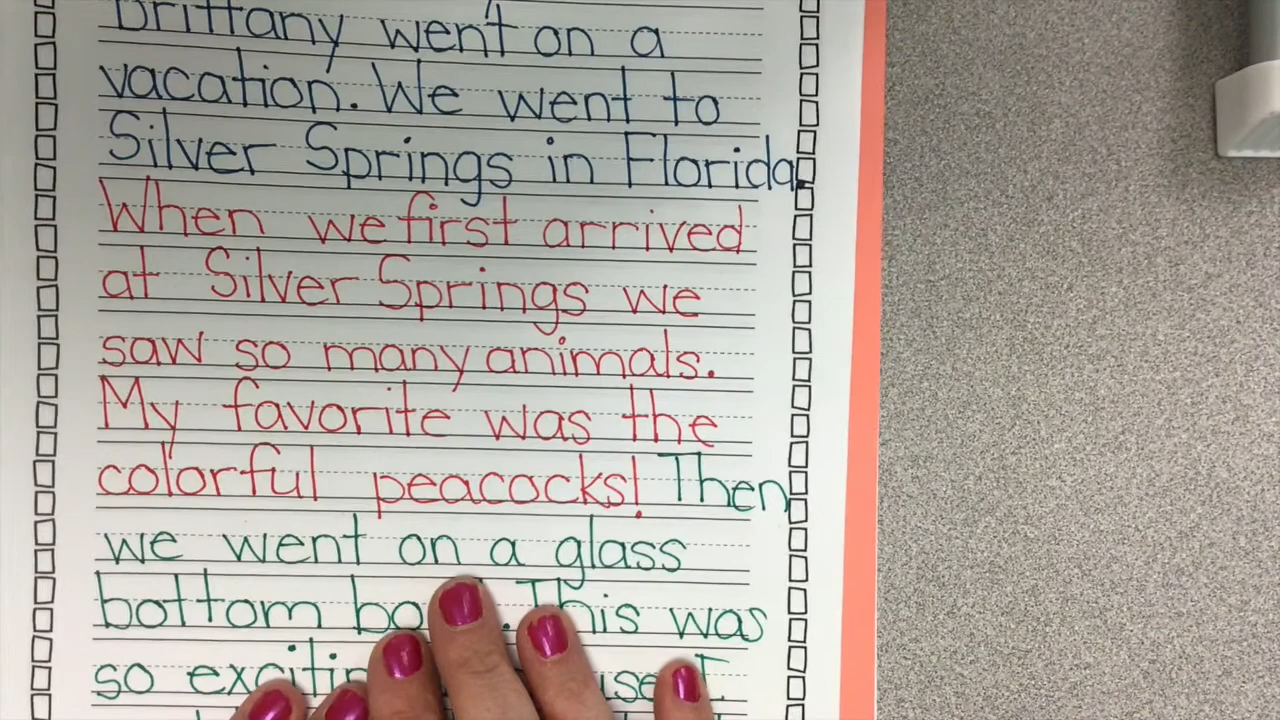 Brittany went on a
vacation. We went to
Silver Springs in Florida.
When we first arrived
at Silver Springs we
saw so many animals.
My favorite was the
colorful peacocks! Then
we went on a glass
bottom This was
so I